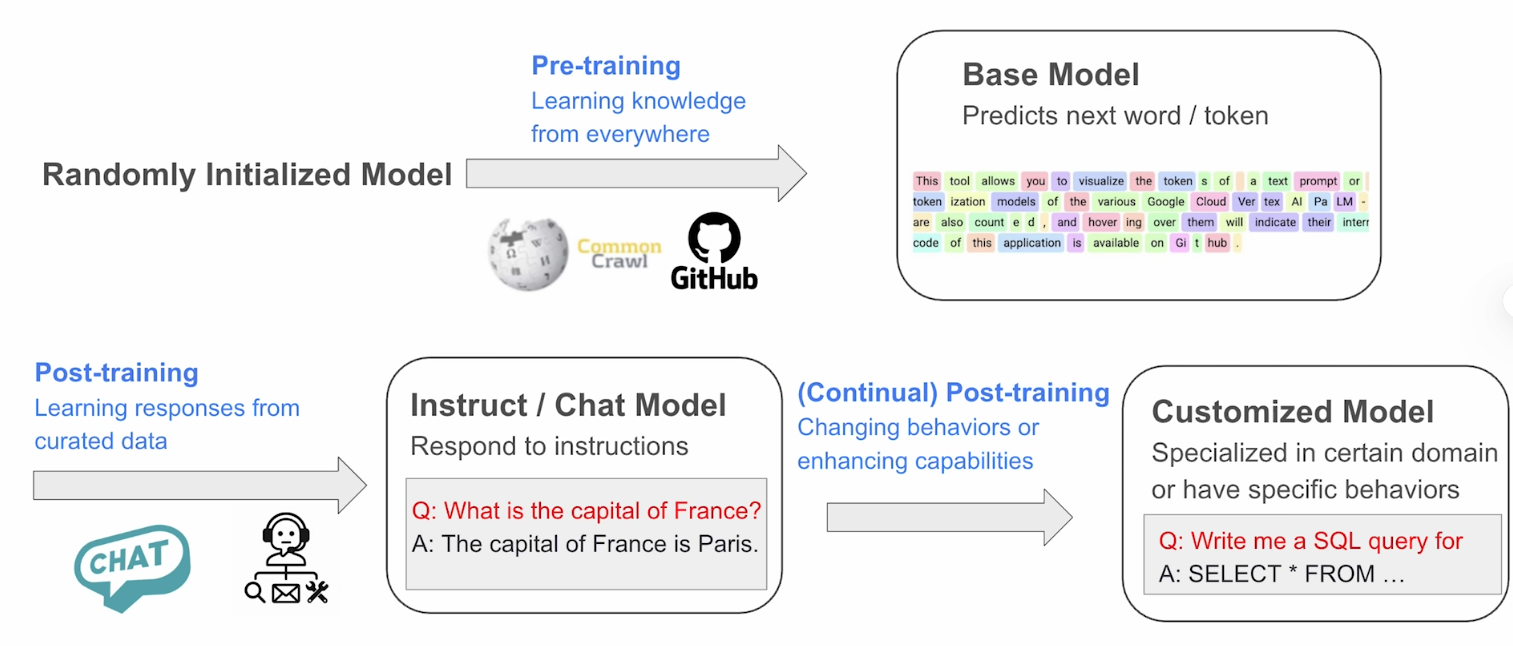 Pre-training
Learning knowledge
from everywhere
Randomly Initialized Model
Common
Crawl
GitHub
Base Model
Predicts next word / token
This tool allows you to visualize the token s of a text prompt or
token ization models of the various Google Cloud Ver tex AI Pa LM -
are also count e d , and hover ing over them will indicate their interr
code of this application is available on Gi t hub .
Post-training
Learning responses from
curated data
CHAT
Instruct / Chat Model
Respond to instructions
Q: What is the capital of France?
A: The capital of France is Paris.
(Continual) Post-training
Changing behaviors or
enhancing capabilities
Customized Model
Specialized in certain domain
or have specific behaviors
Q: Write me a SQL query for
A: SELECT * FROM …